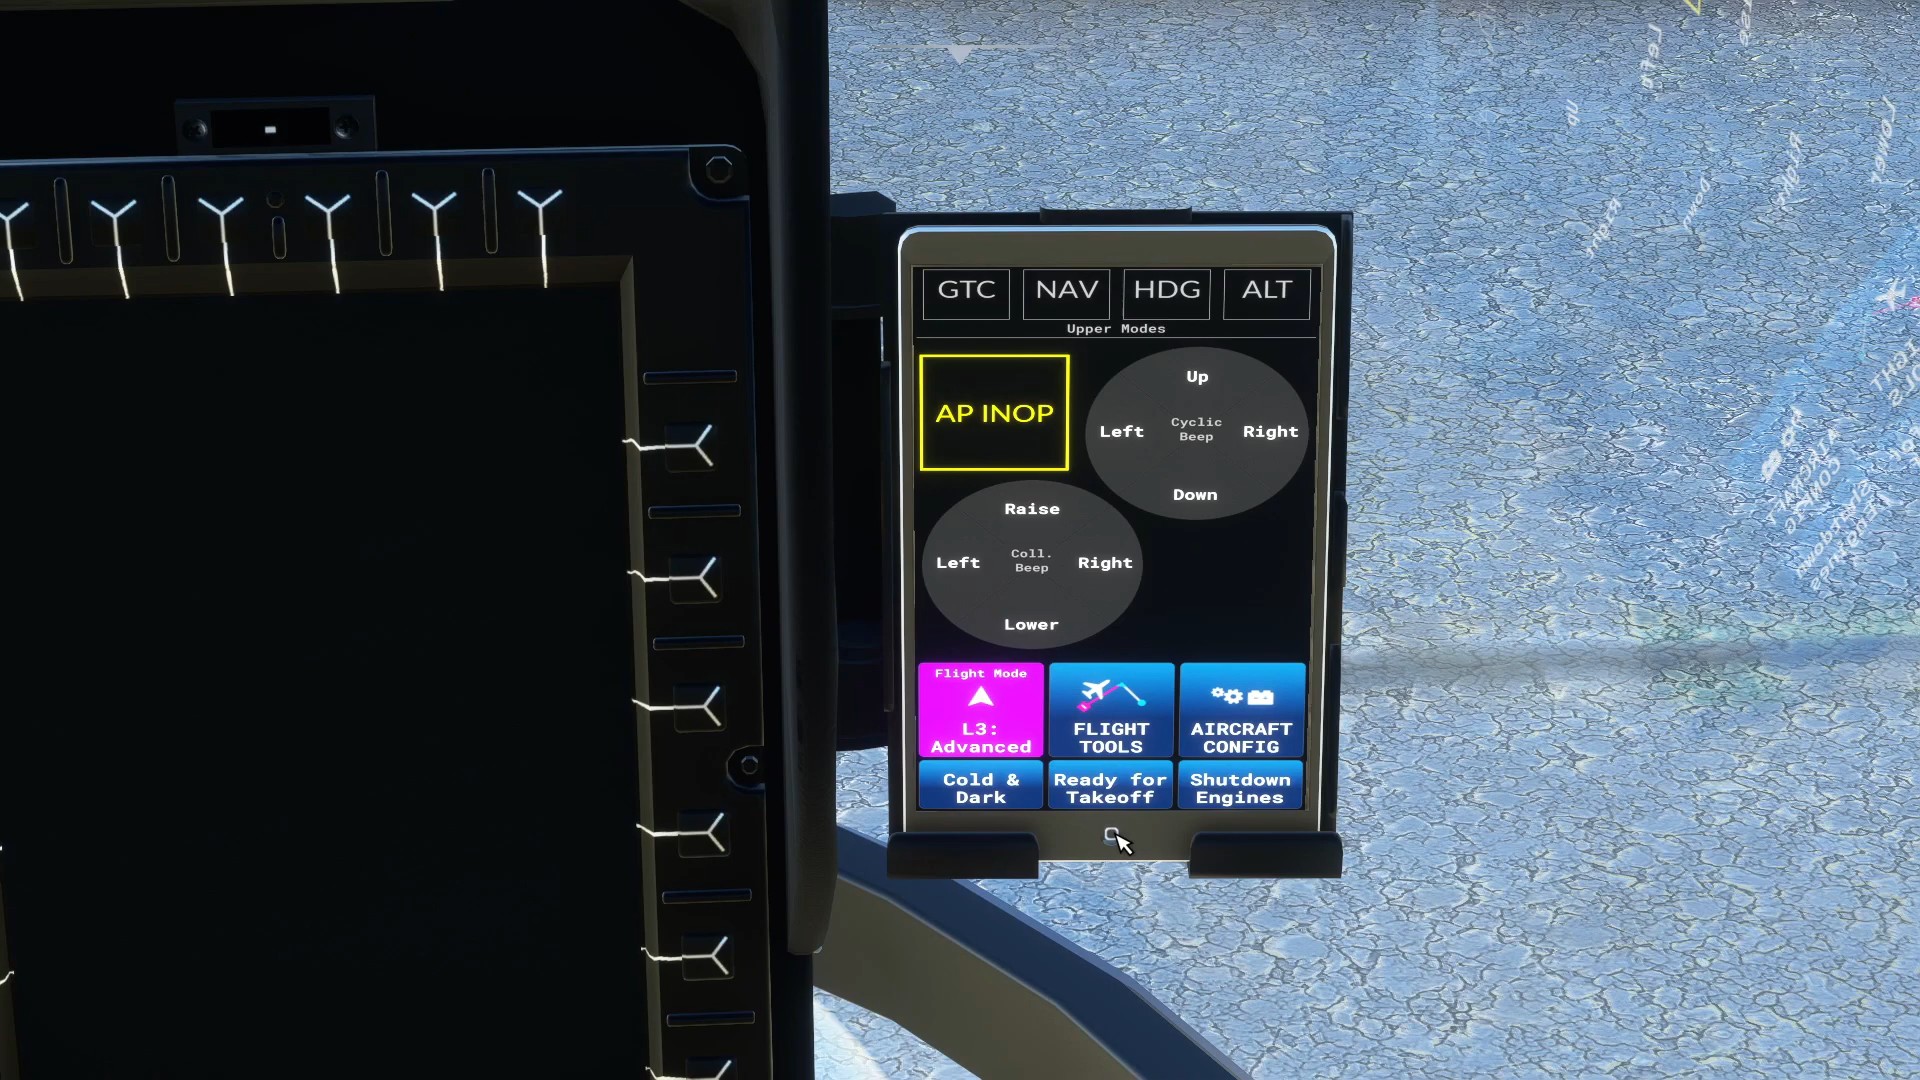 GTC NAV HDG ALT
Upper Modes
AP INOP
Up
Left Cyclic Beep Right
Down
Raise
Left Coll. Beep Right
Lower
Flight Mode
L3:
Advanced
FLIGHT
TOOLS
AIRCRAFT
CONFIG
Cold &
Dark
Ready for
Takeoff
Shutdown
Engines